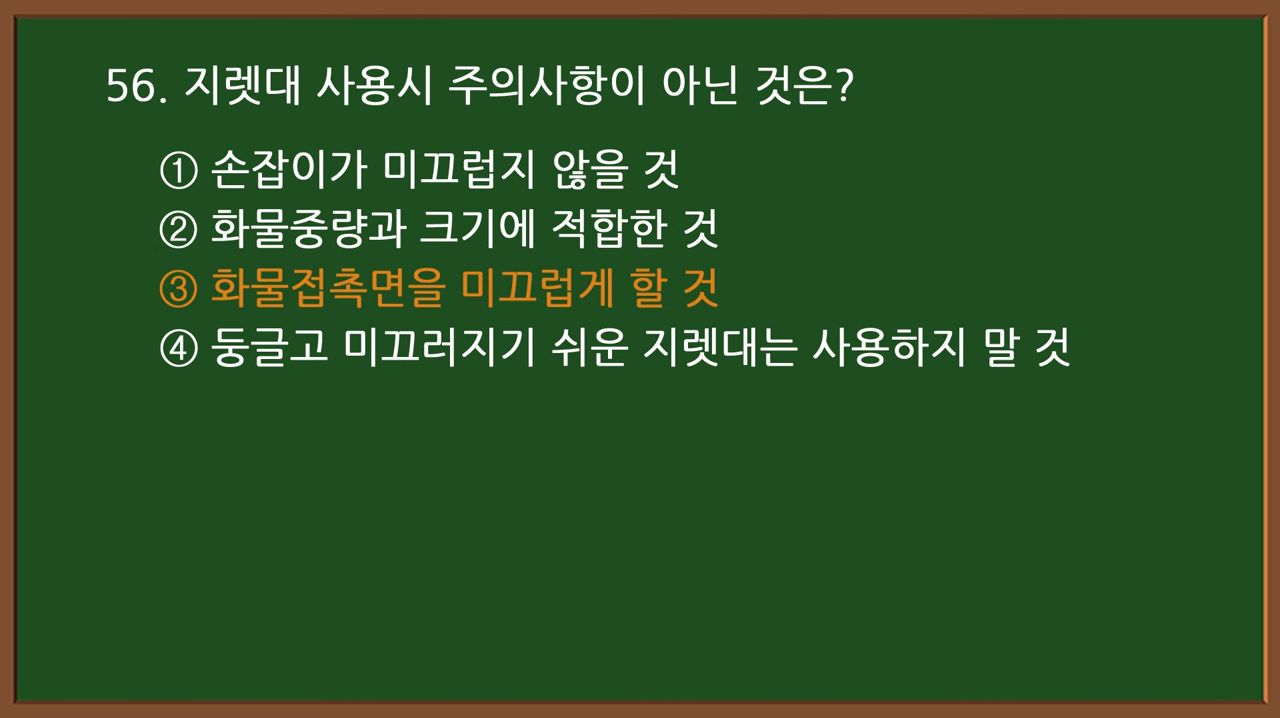 56. 지렛대 사용시 주의사항이 아닌 것은?
① 손잡이가 미끄럽지 않을 것
② 화물중량과 크기에 적합한 것
③ 화물접촉면을 미끄럽게 할 것
④ 둥글고 미끄러지기 쉬운 지렛대는 사용하지 말 것